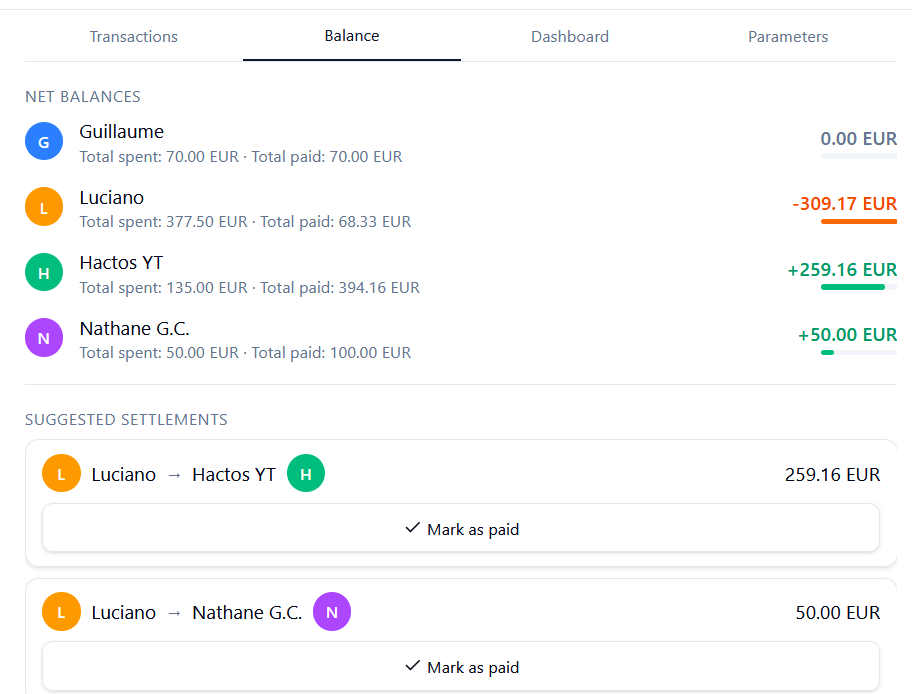 Transactions Balance Dashboard Parameters
NET BALANCES
G Guillaume 0.00 EUR
Total spent: 70.00 EUR · Total paid: 70.00 EUR
L Luciano -309.17 EUR
Total spent: 377.50 EUR · Total paid: 68.33 EUR
H Hactos YT +259.16 EUR
Total spent: 135.00 EUR · Total paid: 394.16 EUR
N Nathane G.C. +50.00 EUR
Total spent: 50.00 EUR · Total paid: 100.00 EUR
SUGGESTED SETTLEMENTS
L Luciano → Hactos YT H 259.16 EUR
✓ Mark as paid
L Luciano → Nathane G.C. N 50.00 EUR
✓ Mark as paid